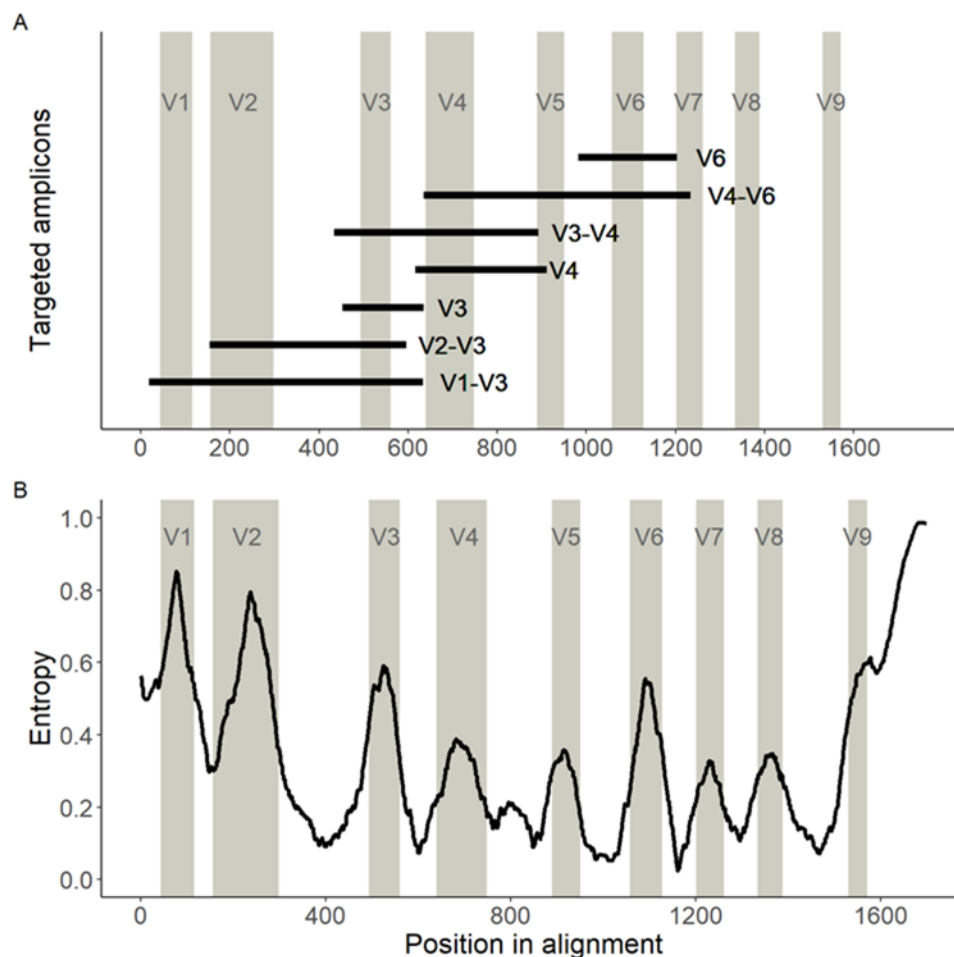 A
V1 V2 V3 V4 V5 V6 V7 V8 V9
Targeted amplicons
V6
V4-V6
V3-V4
V4
V3
V2-V3
V1-V3
0 200 400 600 800 1000 1200 1400 1600
B
V1 V2 V3 V4 V5 V6 V7 V8 V9
Entropy
1.0
0.8
0.6
0.4
0.2
0.0
0 400 800 1200 1600
Position in alignment